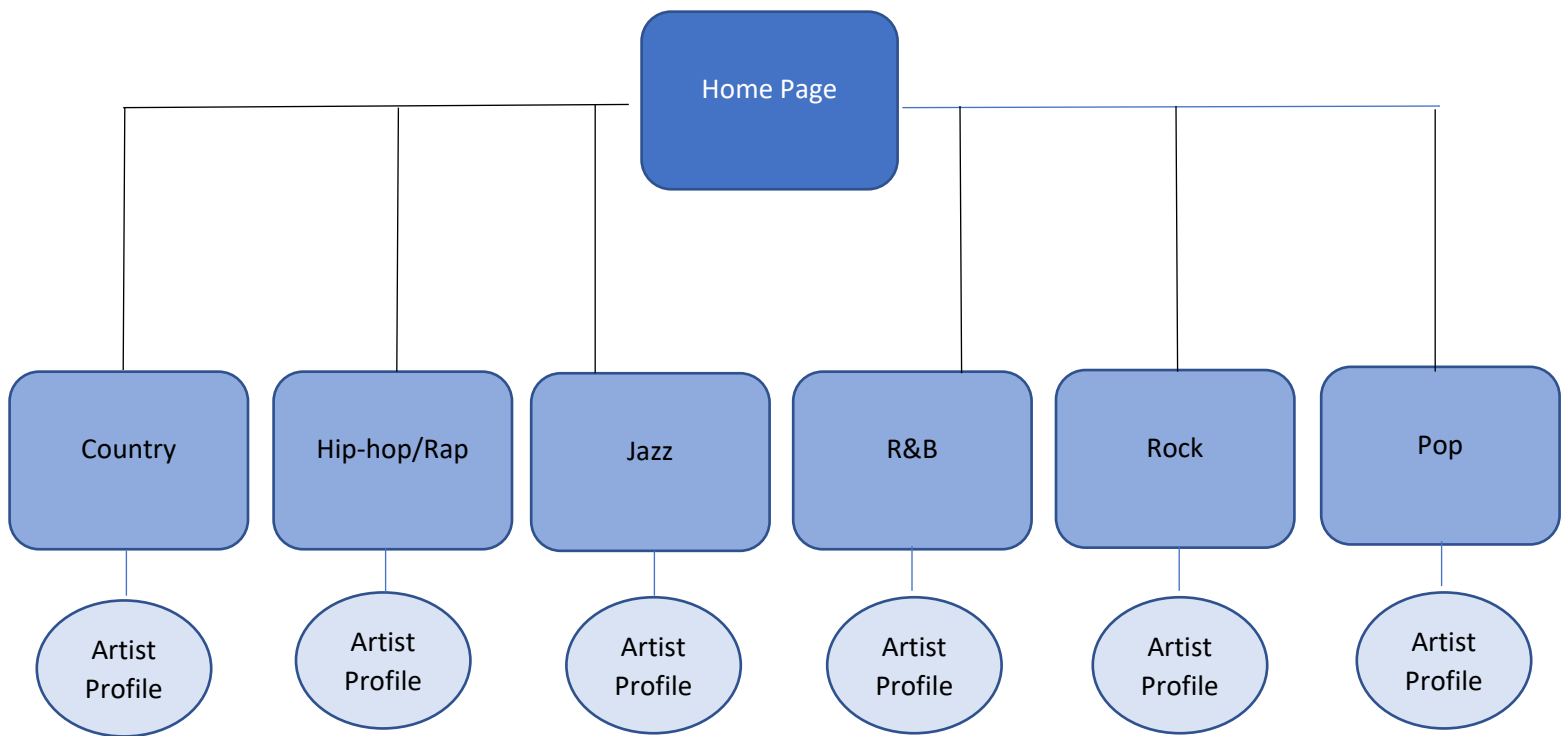 Home Page
Country
Hip-hop/Rap
Jazz
R&B
Rock
Pop
Artist
Profile
Artist
Profile
Artist
Profile
Artist
Profile
Artist
Profile
Artist
Profile